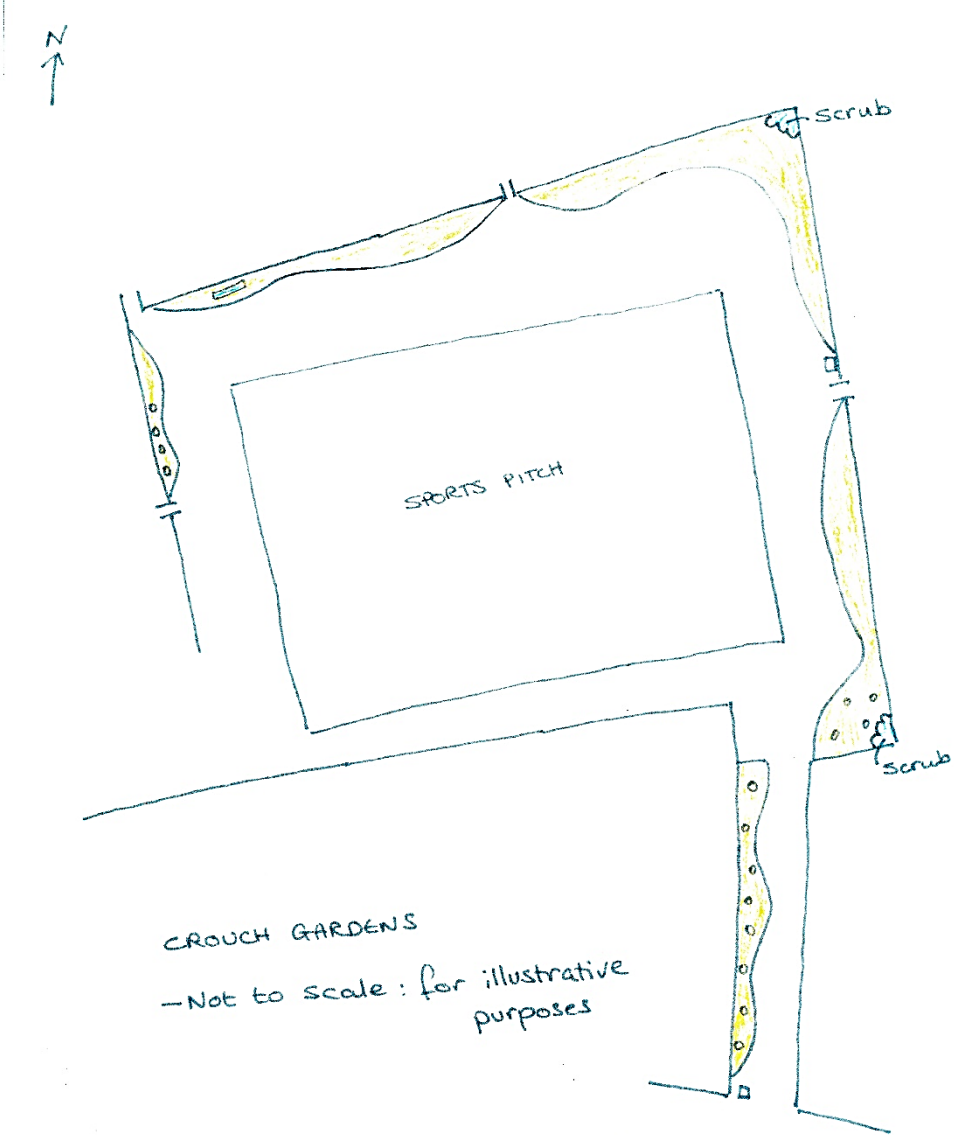 N
scrub
SPORTS PITCH
scrub
CROUCH GARDENS
-Not to scale : for illustrative
purposes